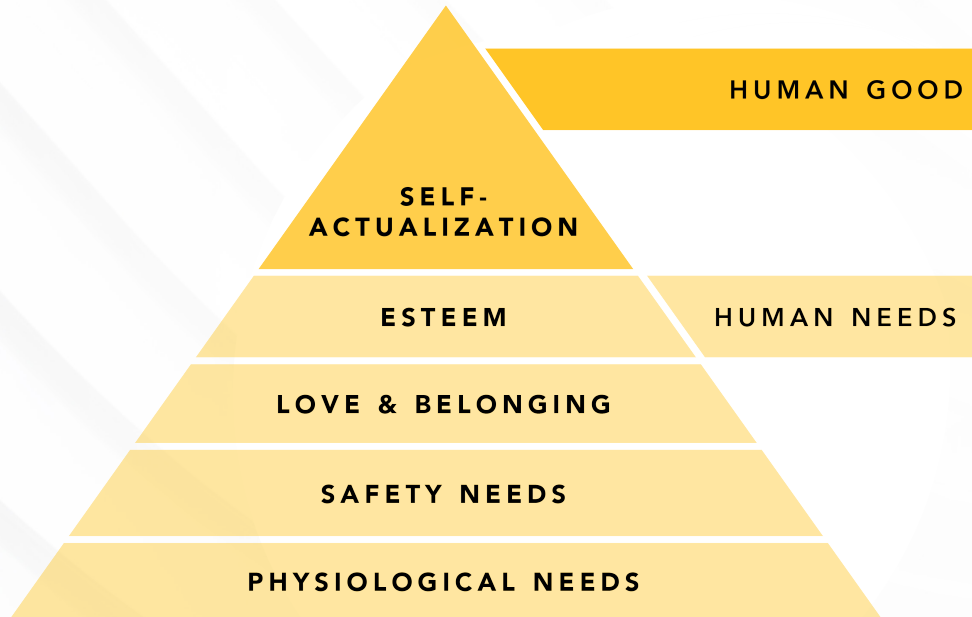 HUMAN GOOD
SELF-
ACTUALIZATION
ESTEEM
HUMAN NEEDS
LOVE & BELONGING
SAFETY NEEDS
PHYSIOLOGICAL NEEDS